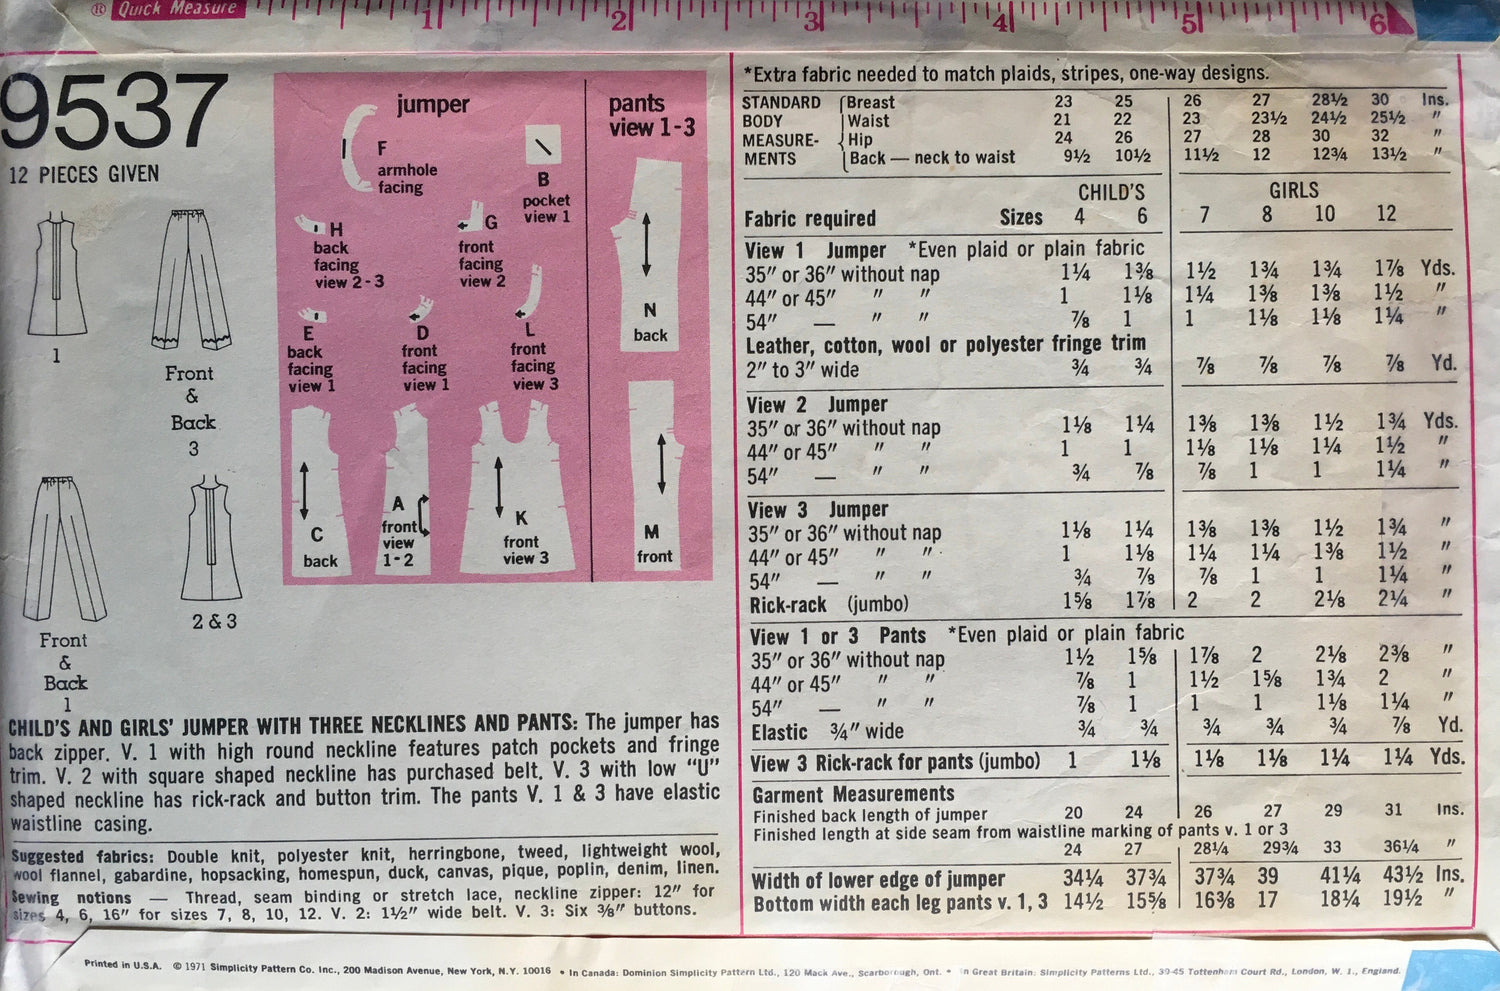 ® Quick Measure 1 2 3 4 5 6
9537
12 PIECES GIVEN
1
Front
&
Back
3
Front
&
Back
1
2 & 3
jumper
F
armhole
facing
B
pocket
view 1
H
back
facing
view 2-3
G
front
facing
view 2
E
back
facing
view 1
D
front
facing
view 1
L
front
facing
view 3
C
back
A
front
view
1-2
K
front
view 3
pants
view 1-3
N
back
M
front
CHILD'S AND GIRLS' JUMPER WITH THREE NECKLINES AND PANTS: The jumper has
back zipper. V. 1 with high round neckline features patch pockets and fringe
trim. V. 2 with square shaped neckline has purchased belt. V. 3 with low "U"
shaped neckline has rick-rack and button trim. The pants V. 1 & 3 have elastic
waistline casing.
Suggested fabrics: Double knit, polyester knit, herringbone, tweed, lightweight wool,
wool flannel, gabardine, hopsacking, homespun, duck, canvas, pique, poplin, denim, linen.
Sewing notions — Thread, seam binding or stretch lace, neckline zipper: 12" for
sizes 4, 6, 16" for sizes 7, 8, 10, 12. V. 2: 1½" wide belt. V. 3: Six ⅜" buttons.
*Extra fabric needed to match plaids, stripes, one-way designs.
STANDARD Breast 23 25 26 27 28½ 30 Ins.
BODY Waist 21 22 23 23½ 24½ 25½ "
MEASURE- Hip 24 26 27 28 30 32 "
MENTS Back — neck to waist 9½ 10½ 11½ 12 12¾ 13½ "
CHILD'S GIRLS
Fabric required Sizes 4 6 7 8 10 12
View 1 Jumper *Even plaid or plain fabric
35" or 36" without nap 1¼ 1⅜ 1½ 1¾ 1¾ 1⅞ Yds.
44" or 45" " " 1 1⅛ 1¼ 1⅜ 1⅜ 1½ "
54" — " " ⅞ 1 1 1⅛ 1⅛ 1¼ "
Leather, cotton, wool or polyester fringe trim
2" to 3" wide ¾ ¾ ⅞ ⅞ ⅞ ⅞ Yd.
View 2 Jumper
35" or 36" without nap 1⅛ 1¼ 1⅜ 1⅜ 1½ 1¾ Yds.
44" or 45" " " 1 1 1⅛ 1⅛ 1¼ 1½ "
54" — " " ¾ ⅞ ⅞ 1 1 1¼ "
View 3 Jumper
35" or 36" without nap 1⅛ 1¼ 1⅜ 1⅜ 1½ 1¾ "
44" or 45" " " 1 1⅛ 1¼ 1¼ 1⅜ 1½ "
54" — " " ¾ ⅞ ⅞ 1 1 1¼ "
Rick-rack (jumbo) 1⅝ 1⅞ 2 2 2⅛ 2¼ "
View 1 or 3 Pants *Even plaid or plain fabric
35" or 36" without nap 1½ 1⅝ 1⅞ 2 2⅛ 2⅜ "
44" or 45" " " ⅞ 1 1½ 1⅝ 1¾ 2 "
54" — " " ⅞ 1 1 1 1⅛ 1¼ "
Elastic ¾" wide ¾ ¾ ¾ ¾ ¾ ⅞ Yd.
View 3 Rick-rack for pants (jumbo) 1 1⅛ 1⅛ 1⅛ 1¼ 1¼ Yds.
Garment Measurements
Finished back length of jumper 20 24 26 27 29 31 Ins.
Finished length at side seam from waistline marking of pants v. 1 or 3
24 27 28¼ 29¾ 33 36¼ "
Width of lower edge of jumper 34¼ 37¾ 37¾ 39 41¼ 43½ Ins.
Bottom width each leg pants v. 1, 3 14½ 15⅝ 16⅜ 17 18¼ 19½ "
Printed in U.S.A. © 1971 Simplicity Pattern Co. Inc., 200 Madison Avenue, New York, N.Y. 10016 • In Canada: Dominion Simplicity Pattern Ltd., 120 Mack Ave., Scarborough, Ont. • In Great Britain: Simplicity Patterns Ltd., 39-45 Tottenham Court Rd., London, W. 1., England.